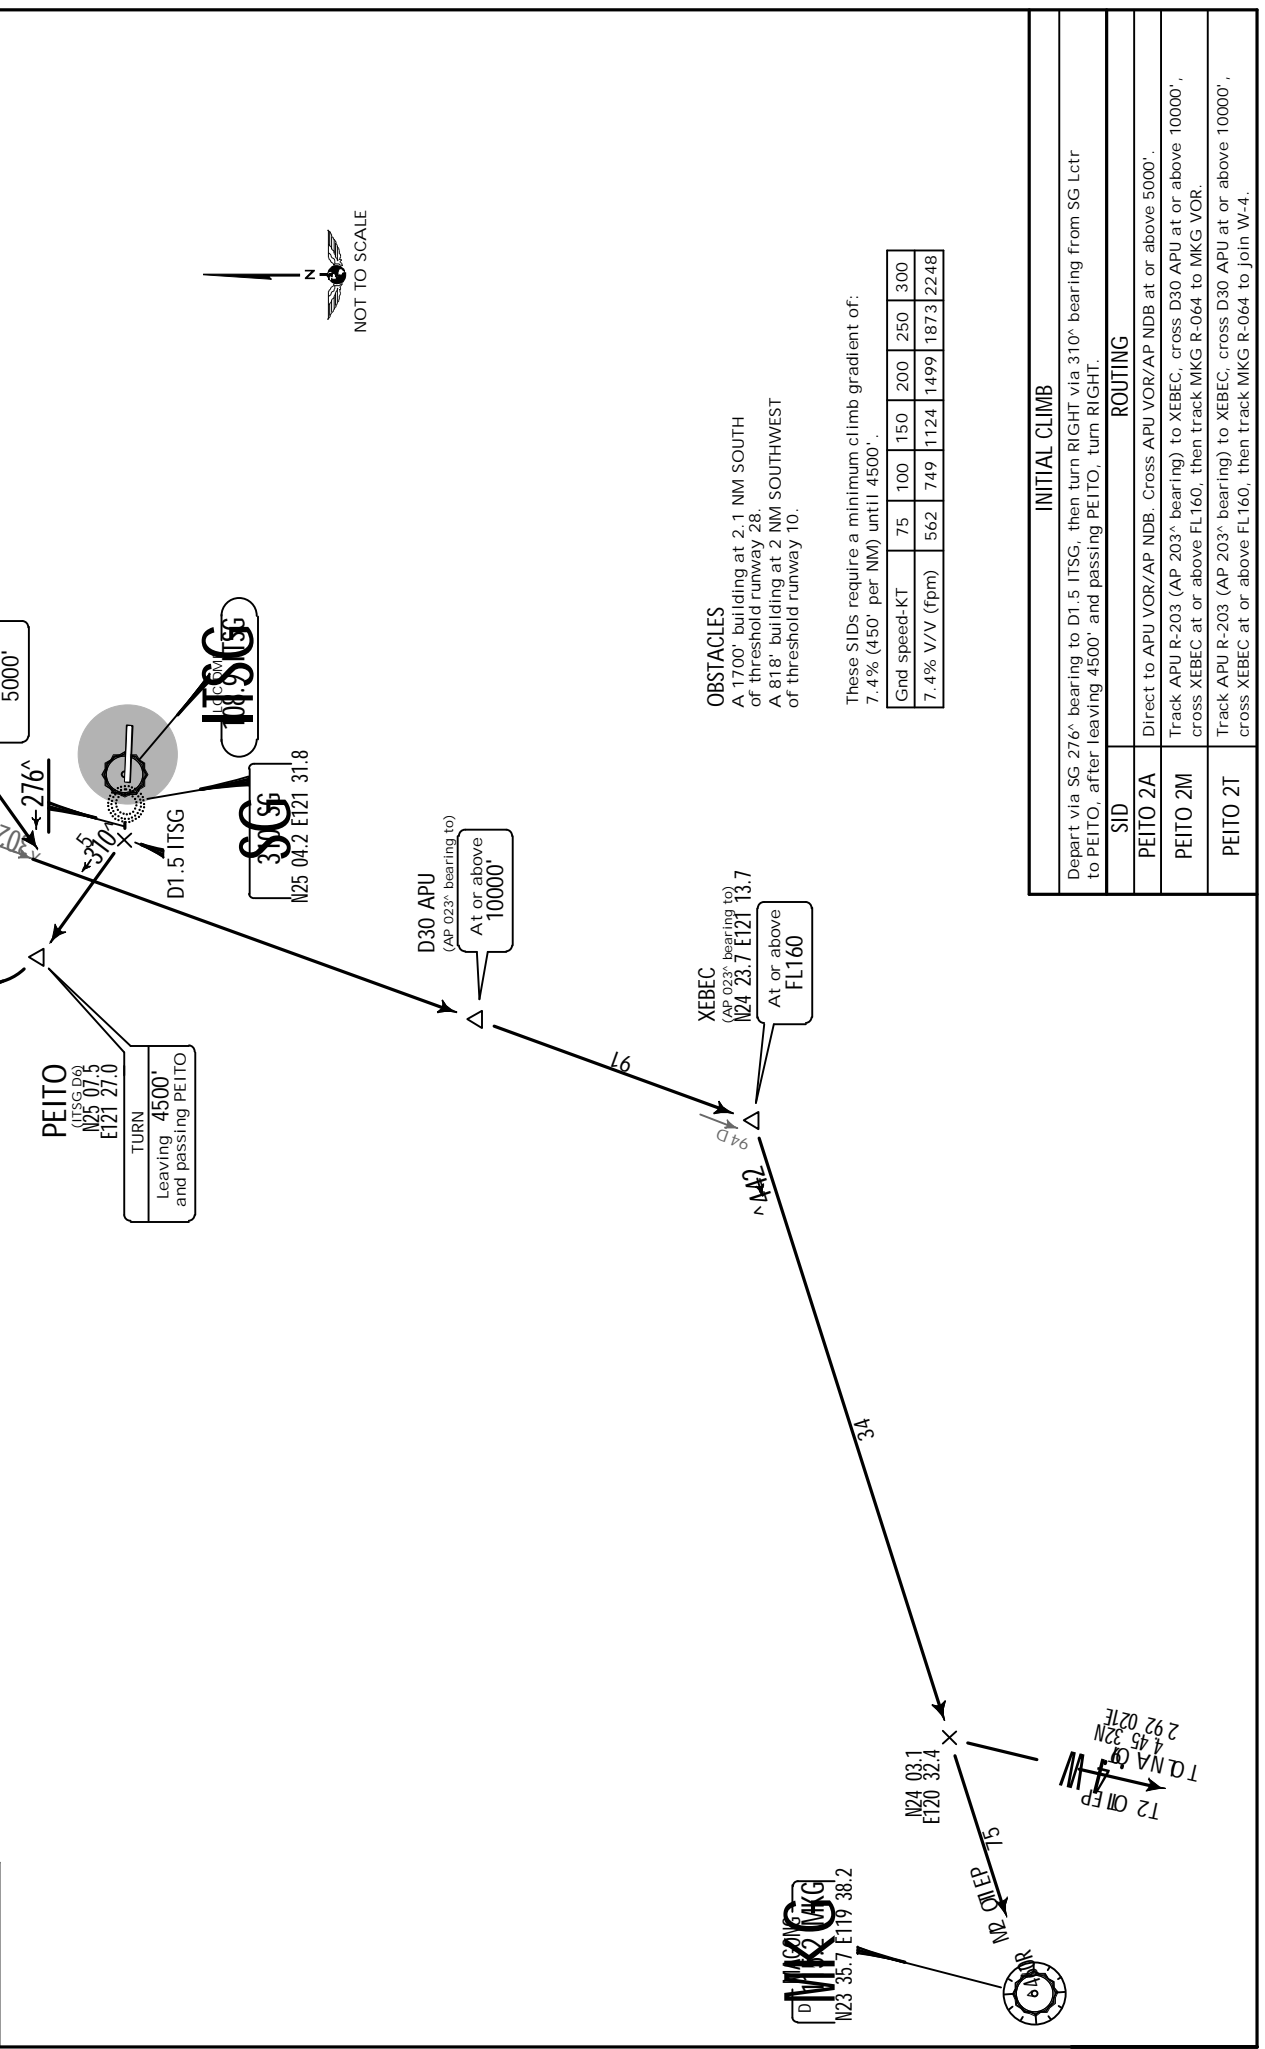 5000'
276^
310^
5
D1.5 ITSG
ITSG
108.9 ITSG
SG
310 SG
N25 04.2 E121 31.8
NOT TO SCALE
N
PEITO
(ITSG D6)
N25 07.5
E121 27.0
TURN
Leaving 4500'
and passing PEITO
D30 APU
(AP 023^ bearing to)
At or above
10000'
XEBEC
(AP 023^ bearing to)
N24 23.7 E121 13.7
At or above
FL160
34
75
N24 03.1
E120 32.4
MAGONG
MKG
N23 35.7 E119 38.2
OBSTACLES
A 1700' building at 2.1 NM SOUTH
of threshold runway 28.
A 818' building at 2 NM SOUTHWEST
of threshold runway 10.
These SIDs require a minimum climb gradient of:
7.4% (450' per NM) until 4500'.
Gnd speed-KT 75 100 150 200 250 300
7.4% V/V (fpm) 562 749 1124 1499 1873 2248
INITIAL CLIMB
Depart via SG 276^ bearing to D1.5 ITSG, then turn RIGHT via 310^ bearing from SG Lctr
to PEITO, after leaving 4500' and passing PEITO, turn RIGHT.
SID ROUTING
PEITO 2A Direct to APU VOR/AP NDB. Cross APU VOR/AP NDB at or above 5000'.
PEITO 2M Track APU R-203 (AP 203^ bearing) to XEBEC, cross D30 APU at or above 10000',
cross XEBEC at or above FL160, then track MKG R-064 to MKG VOR.
PEITO 2T Track APU R-203 (AP 203^ bearing) to XEBEC, cross D30 APU at or above 10000',
cross XEBEC at or above FL160, then track MKG R-064 to join W-4.